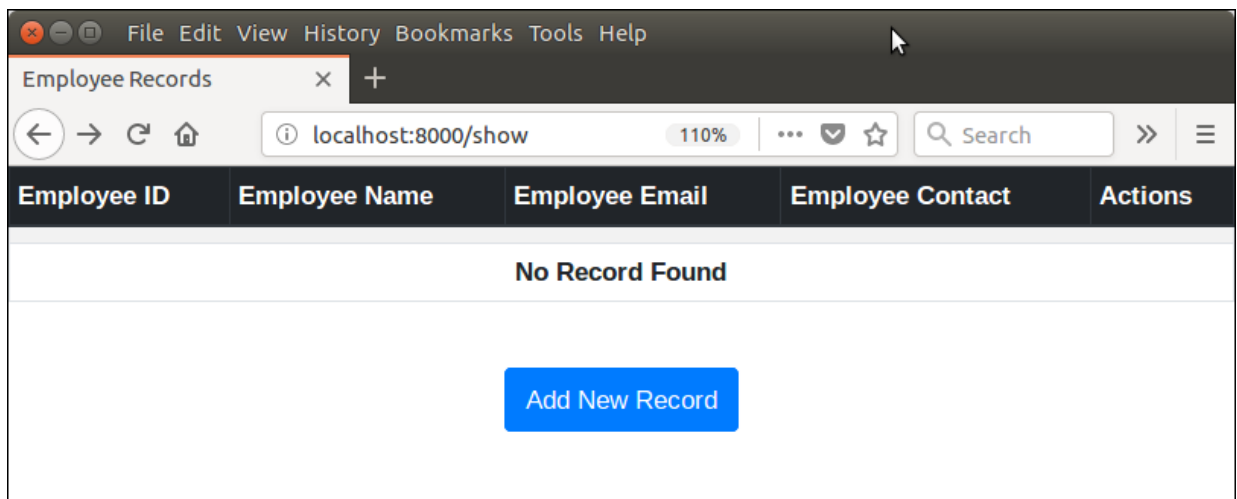 File Edit View History Bookmarks Tools Help
Employee Records
localhost:8000/show 110% Search
Employee ID Employee Name Employee Email Employee Contact Actions
No Record Found
Add New Record